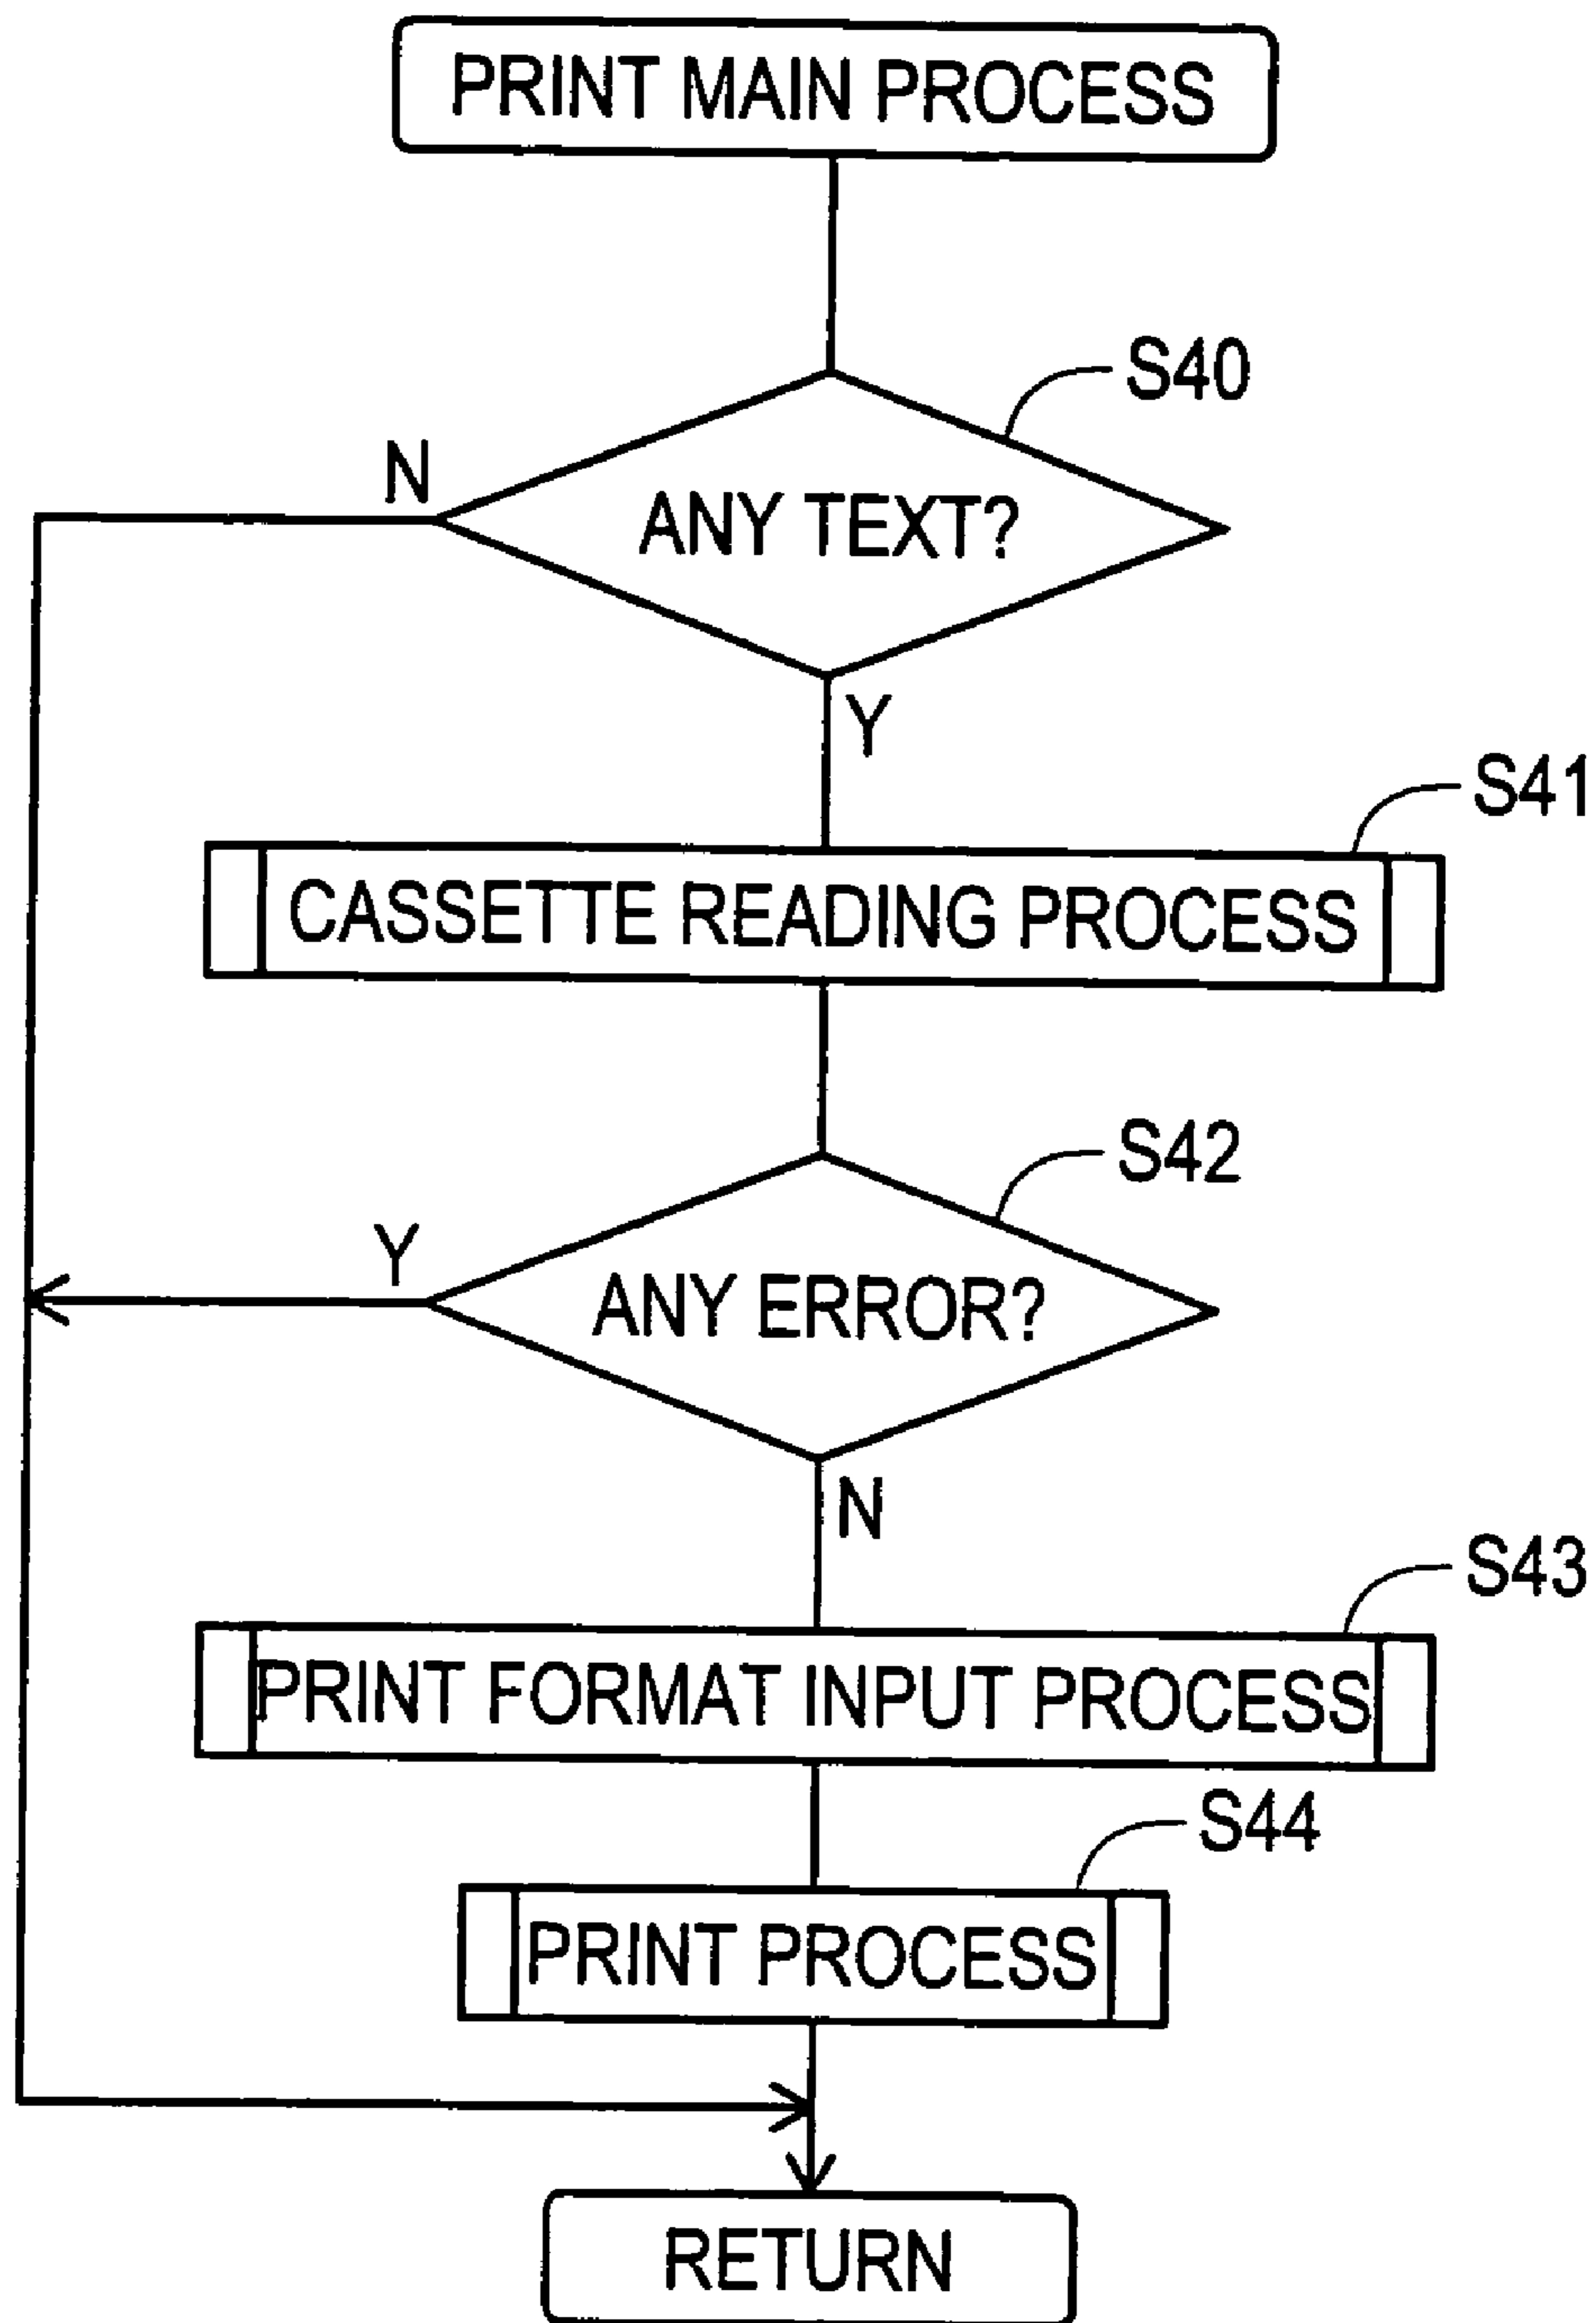 PRINT MAIN PROCESS
S40
N
ANY TEXT?
Y
S41
CASSETTE READING PROCESS
S42
Y
ANY ERROR?
N
S43
PRINT FORMAT INPUT PROCESS
S44
PRINT PROCESS
RETURN